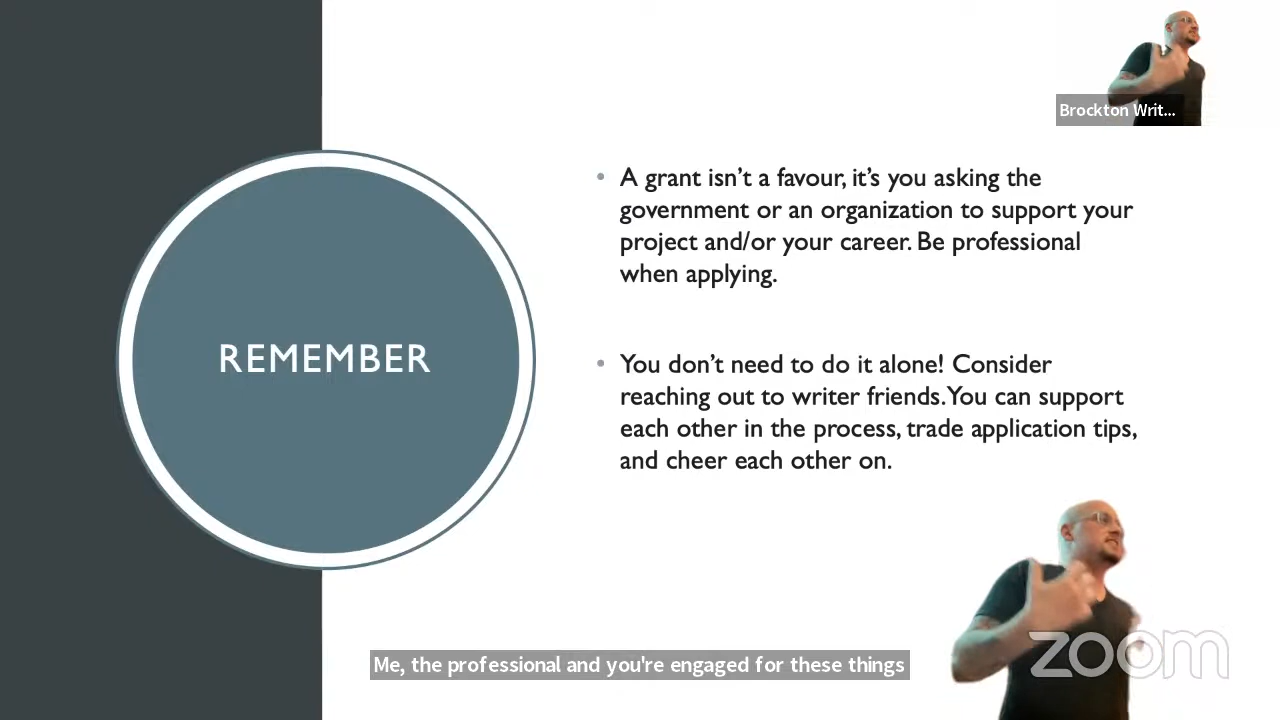 Brockton Writ...
A grant isn’t a favour, it’s you asking the
government or an organization to support your
project and/or your career. Be professional
when applying.
REMEMBER
You don’t need to do it alone! Consider
reaching out to writer friends. You can support
each other in the process, trade application tips,
and cheer each other on.
zoom
Me, the professional and you're engaged for these things